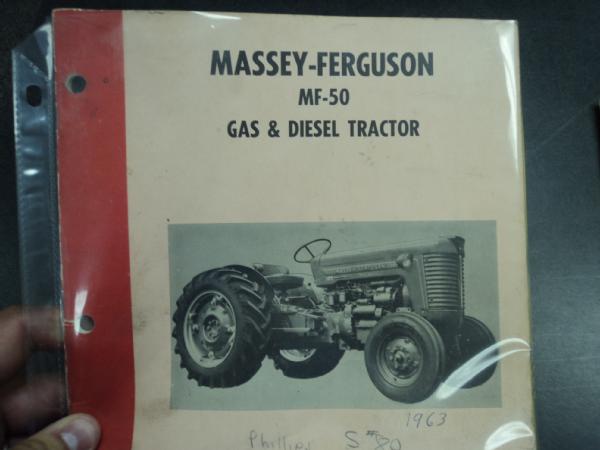 MASSEY-FERGUSON
MF-50
GAS & DIESEL TRACTOR
1963